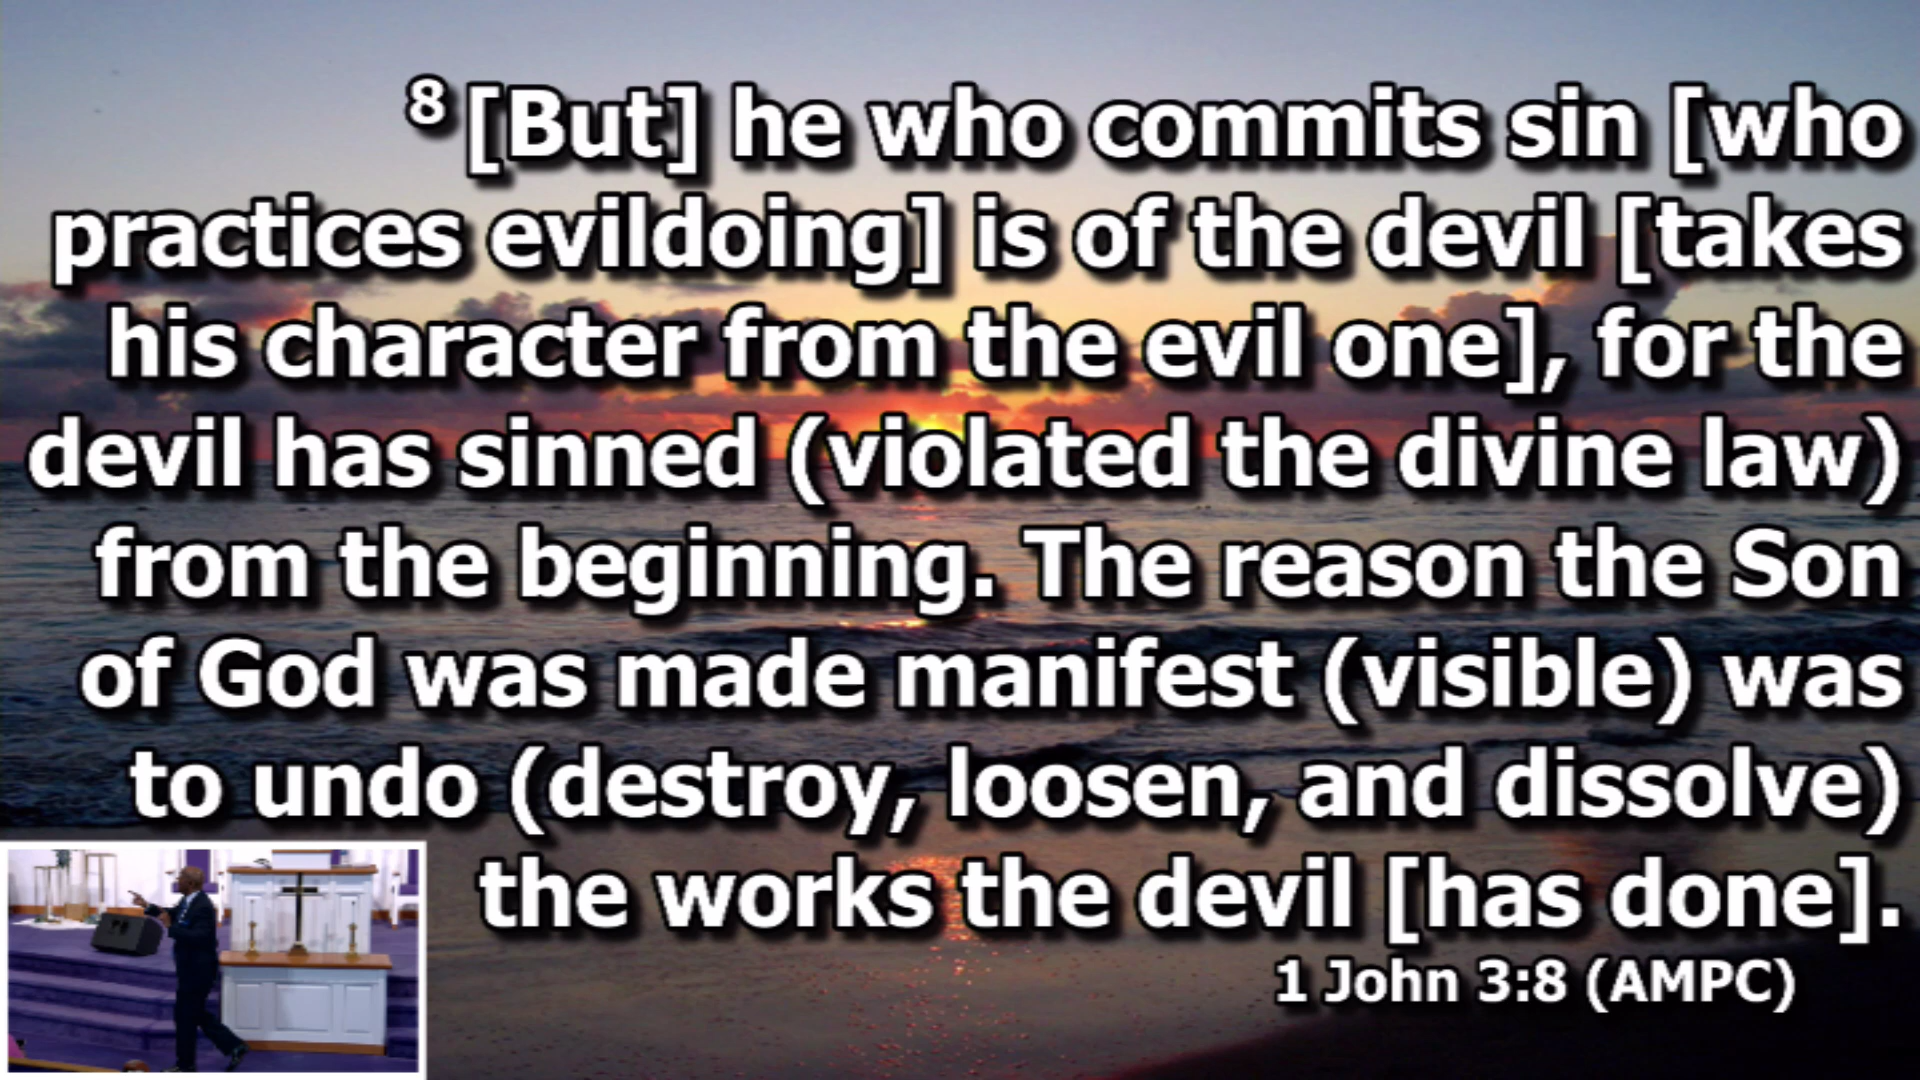 8 [But] he who commits sin [who
practices evildoing] is of the devil [takes
his character from the evil one], for the
devil has sinned (violated the divine law)
from the beginning. The reason the Son
of God was made manifest (visible) was
to undo (destroy, loosen, and dissolve)
the works the devil [has done].
1 John 3:8 (AMPC)